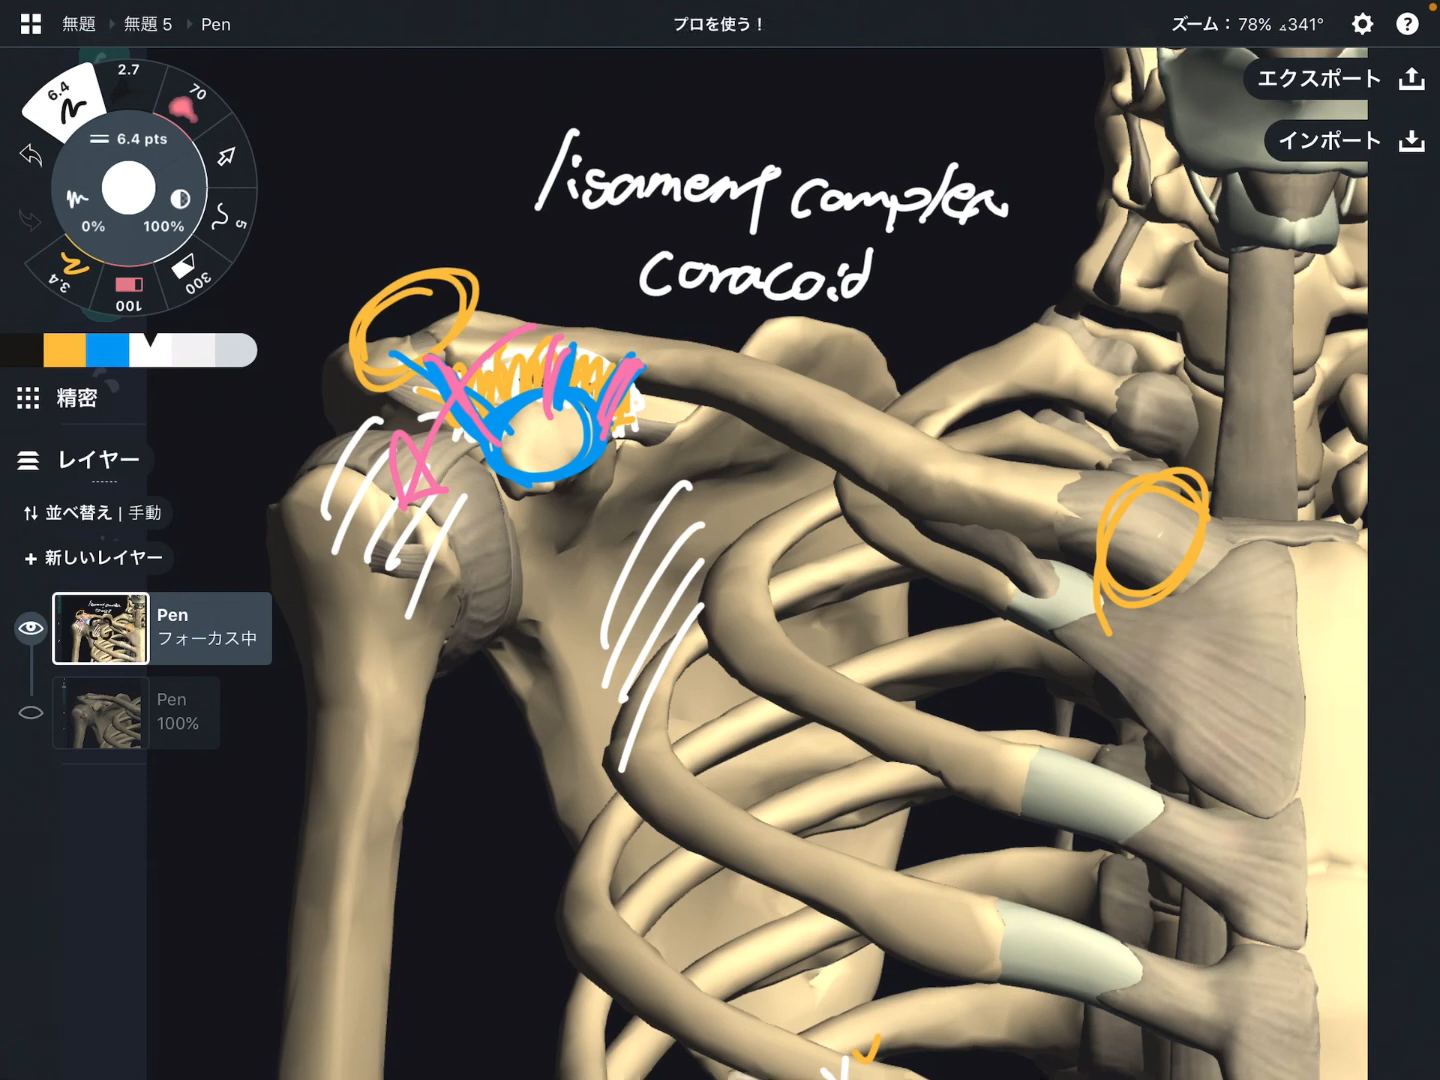 無題 無題 5 Pen
プロを使う！
ズーム： 78% ⦟341°
エクスポート
インポート
2.7
6.4
70
6.4 pts
0%
100%
5
3.4
100
300
ligament complex
coracoid
精密
レイヤー
並べ替え | 手動
+ 新しいレイヤー
Pen
フォーカス中
Pen
100%